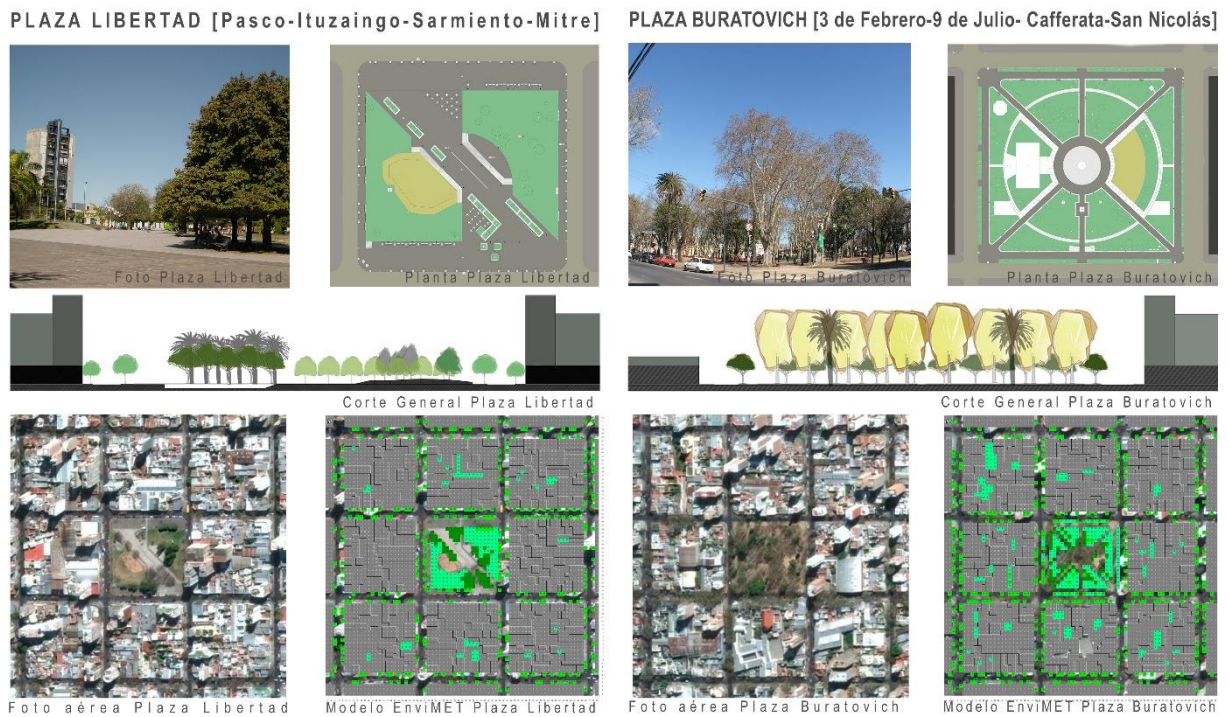 PLAZA LIBERTAD [Pasco-Ituzaingo-Sarmiento-Mitre]
Foto Plaza Libertad
Planta Plaza Libertad
Corte General Plaza Libertad
Foto aérea Plaza Libertad
Modelo EnviMET Plaza Libertad
PLAZA BURATOVICH [3 de Febrero-9 de Julio- Cafferata-San Nicolás]
Foto Plaza Buratovich
Planta Plaza Buratovich
Corte General Plaza Buratovich
Foto aérea Plaza Buratovich
Modelo EnviMET Plaza Buratovich